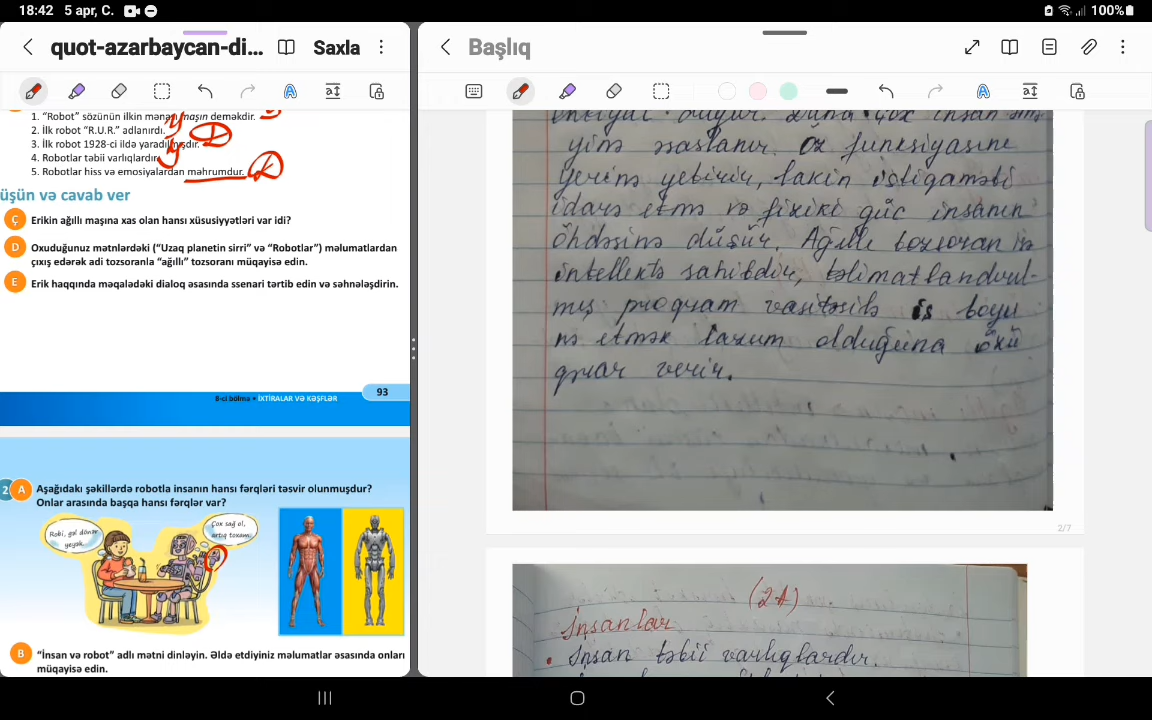 18:42 5 apr, C. 100%
quot-azarbaycan-di... Saxla
1. “Robot” sözünün ilkin mənası maşın deməkdir. y
2. İlk robot “R.U.R.” adlanırdı. D
3. İlk robot 1928-ci ildə yaradılmışdır. y
4. Robotlar təbii varlıqlardır. y
5. Robotlar hiss və emosiyalardan məhrumdur. D
üşün və cavab ver
Ç Erikin ağıllı maşına xas olan hansı xüsusiyyətləri var idi?
D Oxuduğunuz mətnlərdəki (“Uzaq planetin sirri” və “Robotlar”) məlumatlardan
çıxış edərək adi tozsoranla “ağıllı” tozsoranı müqayisə edin.
E Erik haqqında məqalədəki dialoq əsasında ssenari tərtib edin və səhnələşdirin.
93
8-ci bölmə • İXTİRALAR VƏ KƏŞFLƏR
2 A Aşağıdakı şəkillərdə robotla insanın hansı fərqləri təsvir olunmuşdur?
Onlar arasında başqa hansı fərqlər var?
Robi, gəl dönər
yeyək.
Çox sağ ol,
artıq toxam.
B “İnsan və robot” adlı mətni dinləyin. Əldə etdiyiniz məlumatlar əsasında onları
müqayisə edin.
Başlıq
çox insan
yinə əsaslanır. Öz funksiyasını
yerinə yetirir, lakin istiqaməti
idarə etmə və fiziki güc insanın
öhdəsinə düşür. Ağıllı tozsoran isə
intellektə sahibdir, təlimatlandırıl-
mış proqram vasitəsilə iş boyu
nə etmək lazım olduğuna özü
qərar verir.
2/7
(2A)
İnsanlar
• İnsan təbii varlıqlardır.